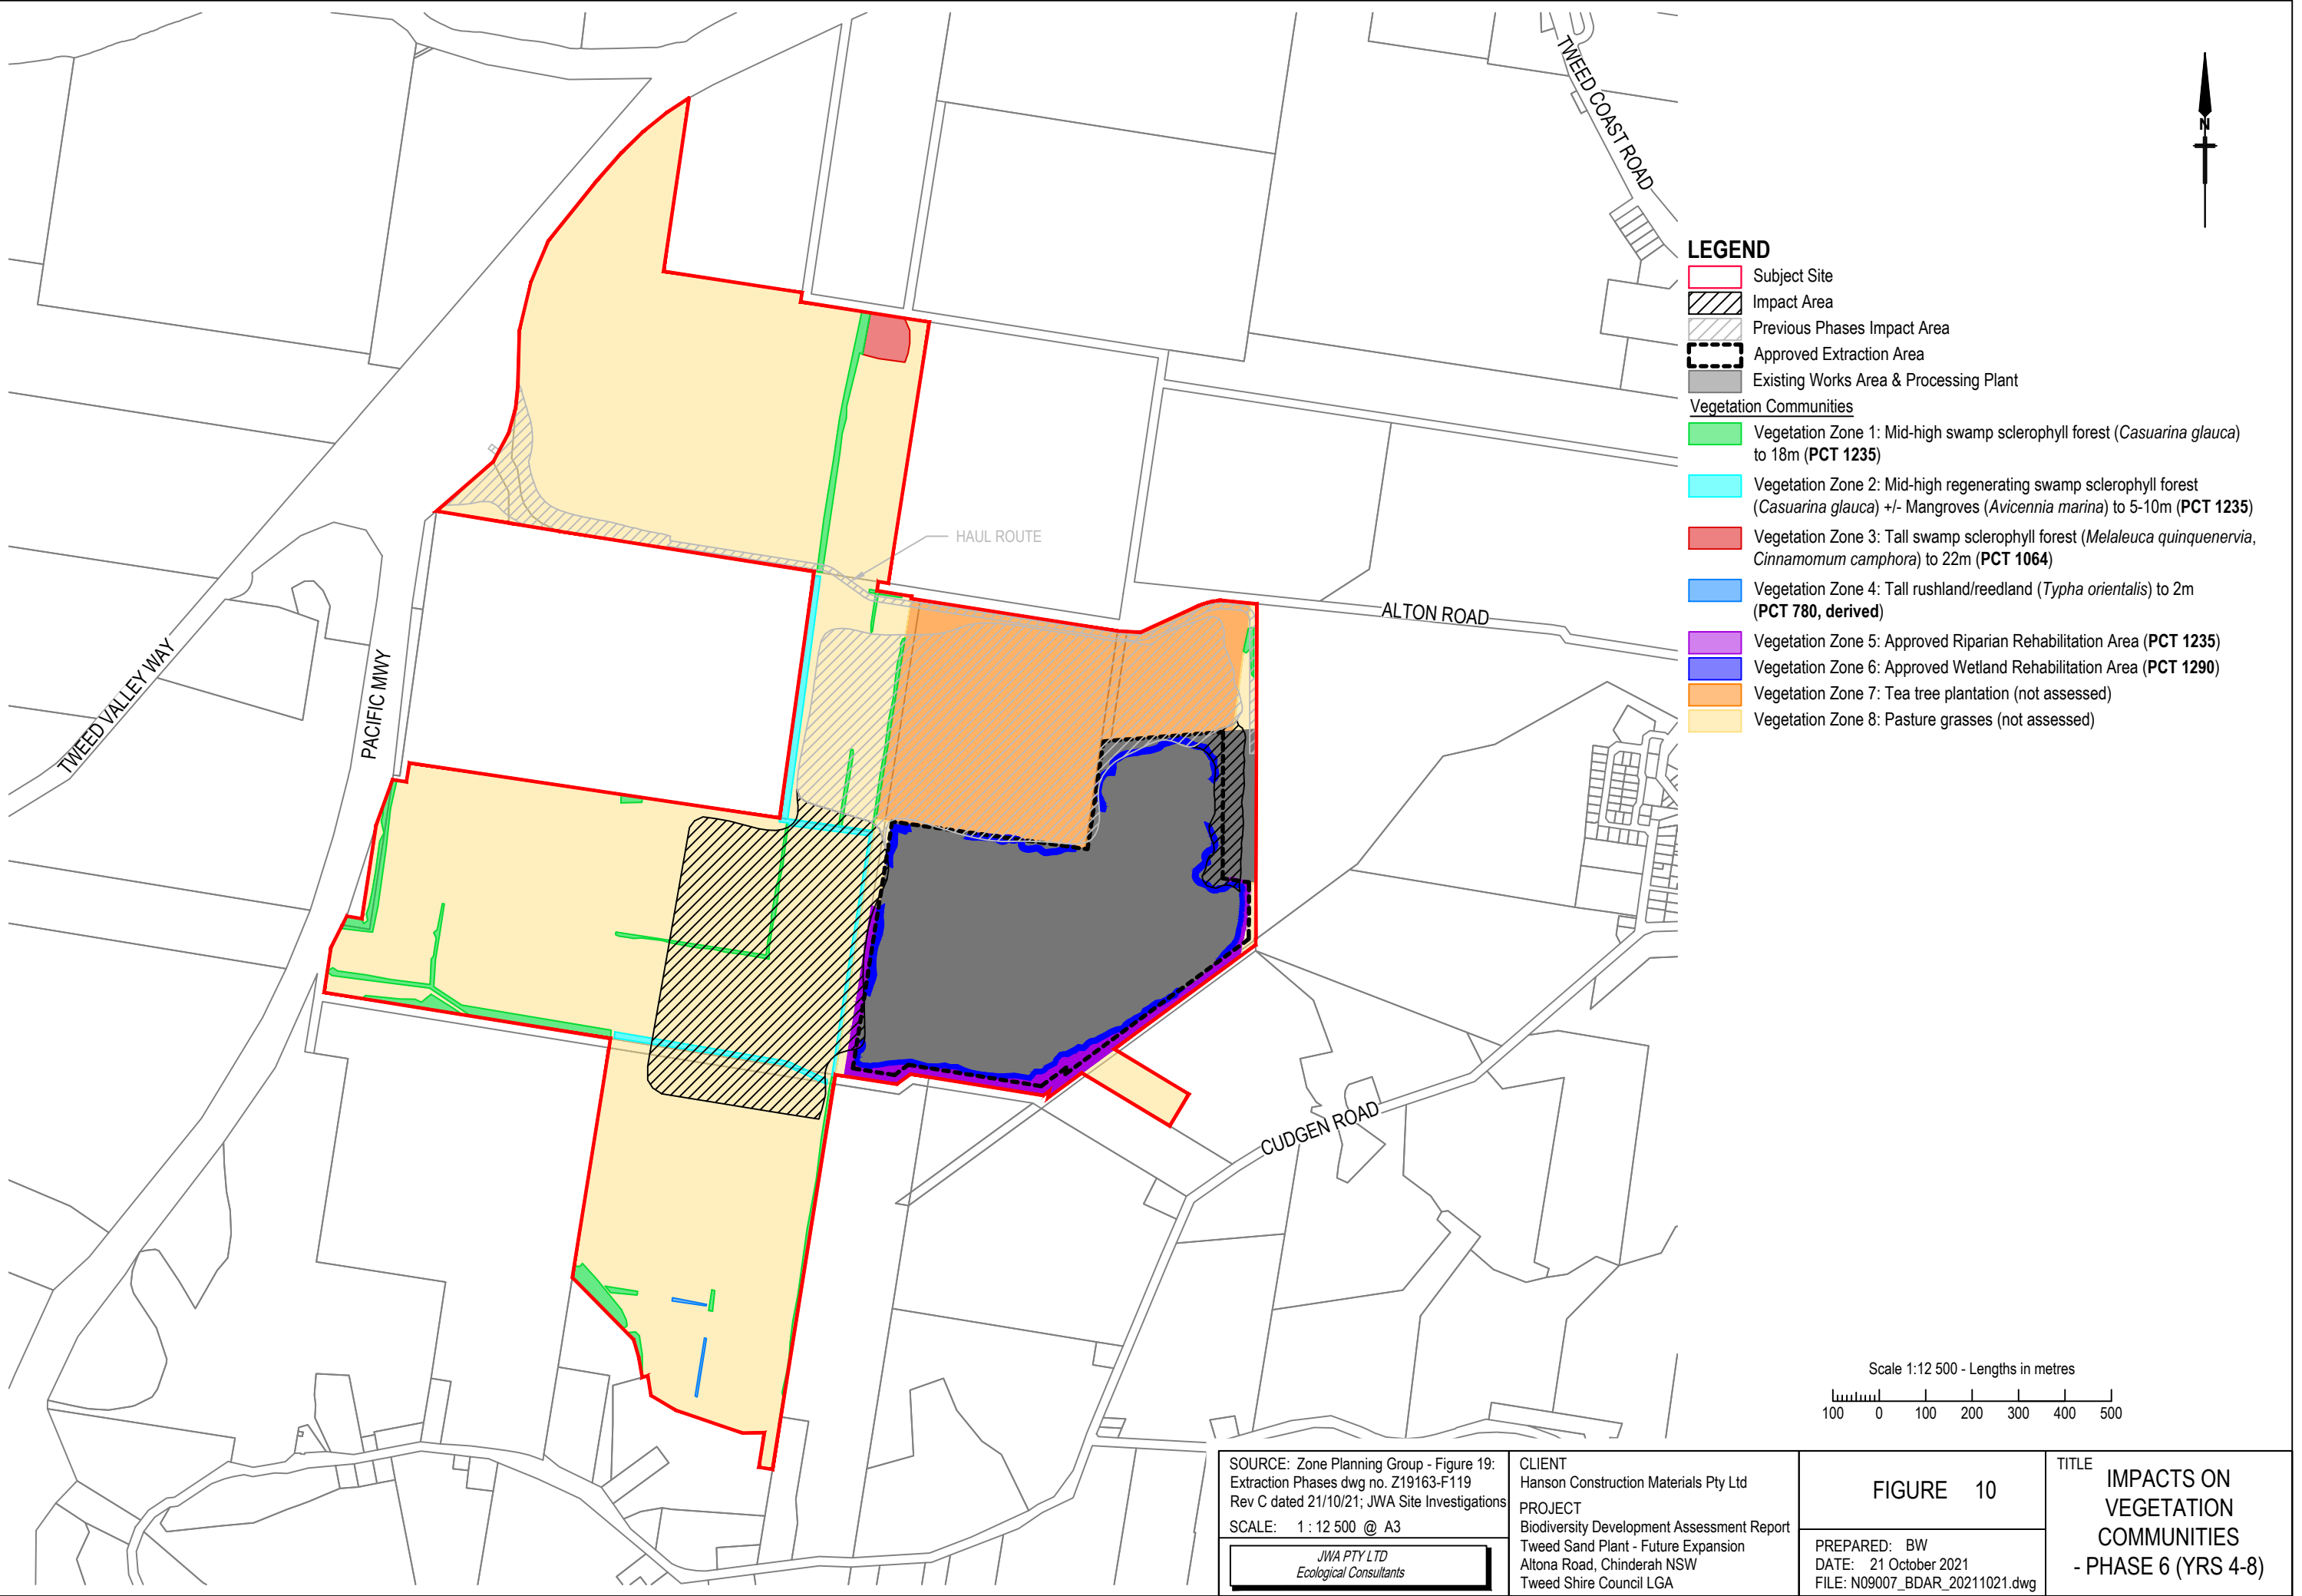 TWEED COAST ROAD
N
LEGEND
Subject Site
Impact Area
Previous Phases Impact Area
Approved Extraction Area
Existing Works Area & Processing Plant
Vegetation Communities
Vegetation Zone 1: Mid-high swamp sclerophyll forest (Casuarina glauca)
to 18m (PCT 1235)
Vegetation Zone 2: Mid-high regenerating swamp sclerophyll forest
(Casuarina glauca) +/- Mangroves (Avicennia marina) to 5-10m (PCT 1235)
Vegetation Zone 3: Tall swamp sclerophyll forest (Melaleuca quinquenervia,
Cinnamomum camphora) to 22m (PCT 1064)
Vegetation Zone 4: Tall rushland/reedland (Typha orientalis) to 2m
(PCT 780, derived)
Vegetation Zone 5: Approved Riparian Rehabilitation Area (PCT 1235)
Vegetation Zone 6: Approved Wetland Rehabilitation Area (PCT 1290)
Vegetation Zone 7: Tea tree plantation (not assessed)
Vegetation Zone 8: Pasture grasses (not assessed)
HAUL ROUTE
ALTON ROAD
TWEED VALLEY WAY
PACIFIC MWY
CUDGEN ROAD
Scale 1:12 500 - Lengths in metres
100 0 100 200 300 400 500
SOURCE: Zone Planning Group - Figure 19:
Extraction Phases dwg no. Z19163-F119
Rev C dated 21/10/21; JWA Site Investigations
SCALE: 1 : 12 500 @ A3
JWA PTY LTD
Ecological Consultants
CLIENT
Hanson Construction Materials Pty Ltd
PROJECT
Biodiversity Development Assessment Report
Tweed Sand Plant - Future Expansion
Altona Road, Chinderah NSW
Tweed Shire Council LGA
FIGURE 10
PREPARED: BW
DATE: 21 October 2021
FILE: N09007_BDAR_20211021.dwg
TITLE
IMPACTS ON
VEGETATION
COMMUNITIES
- PHASE 6 (YRS 4-8)